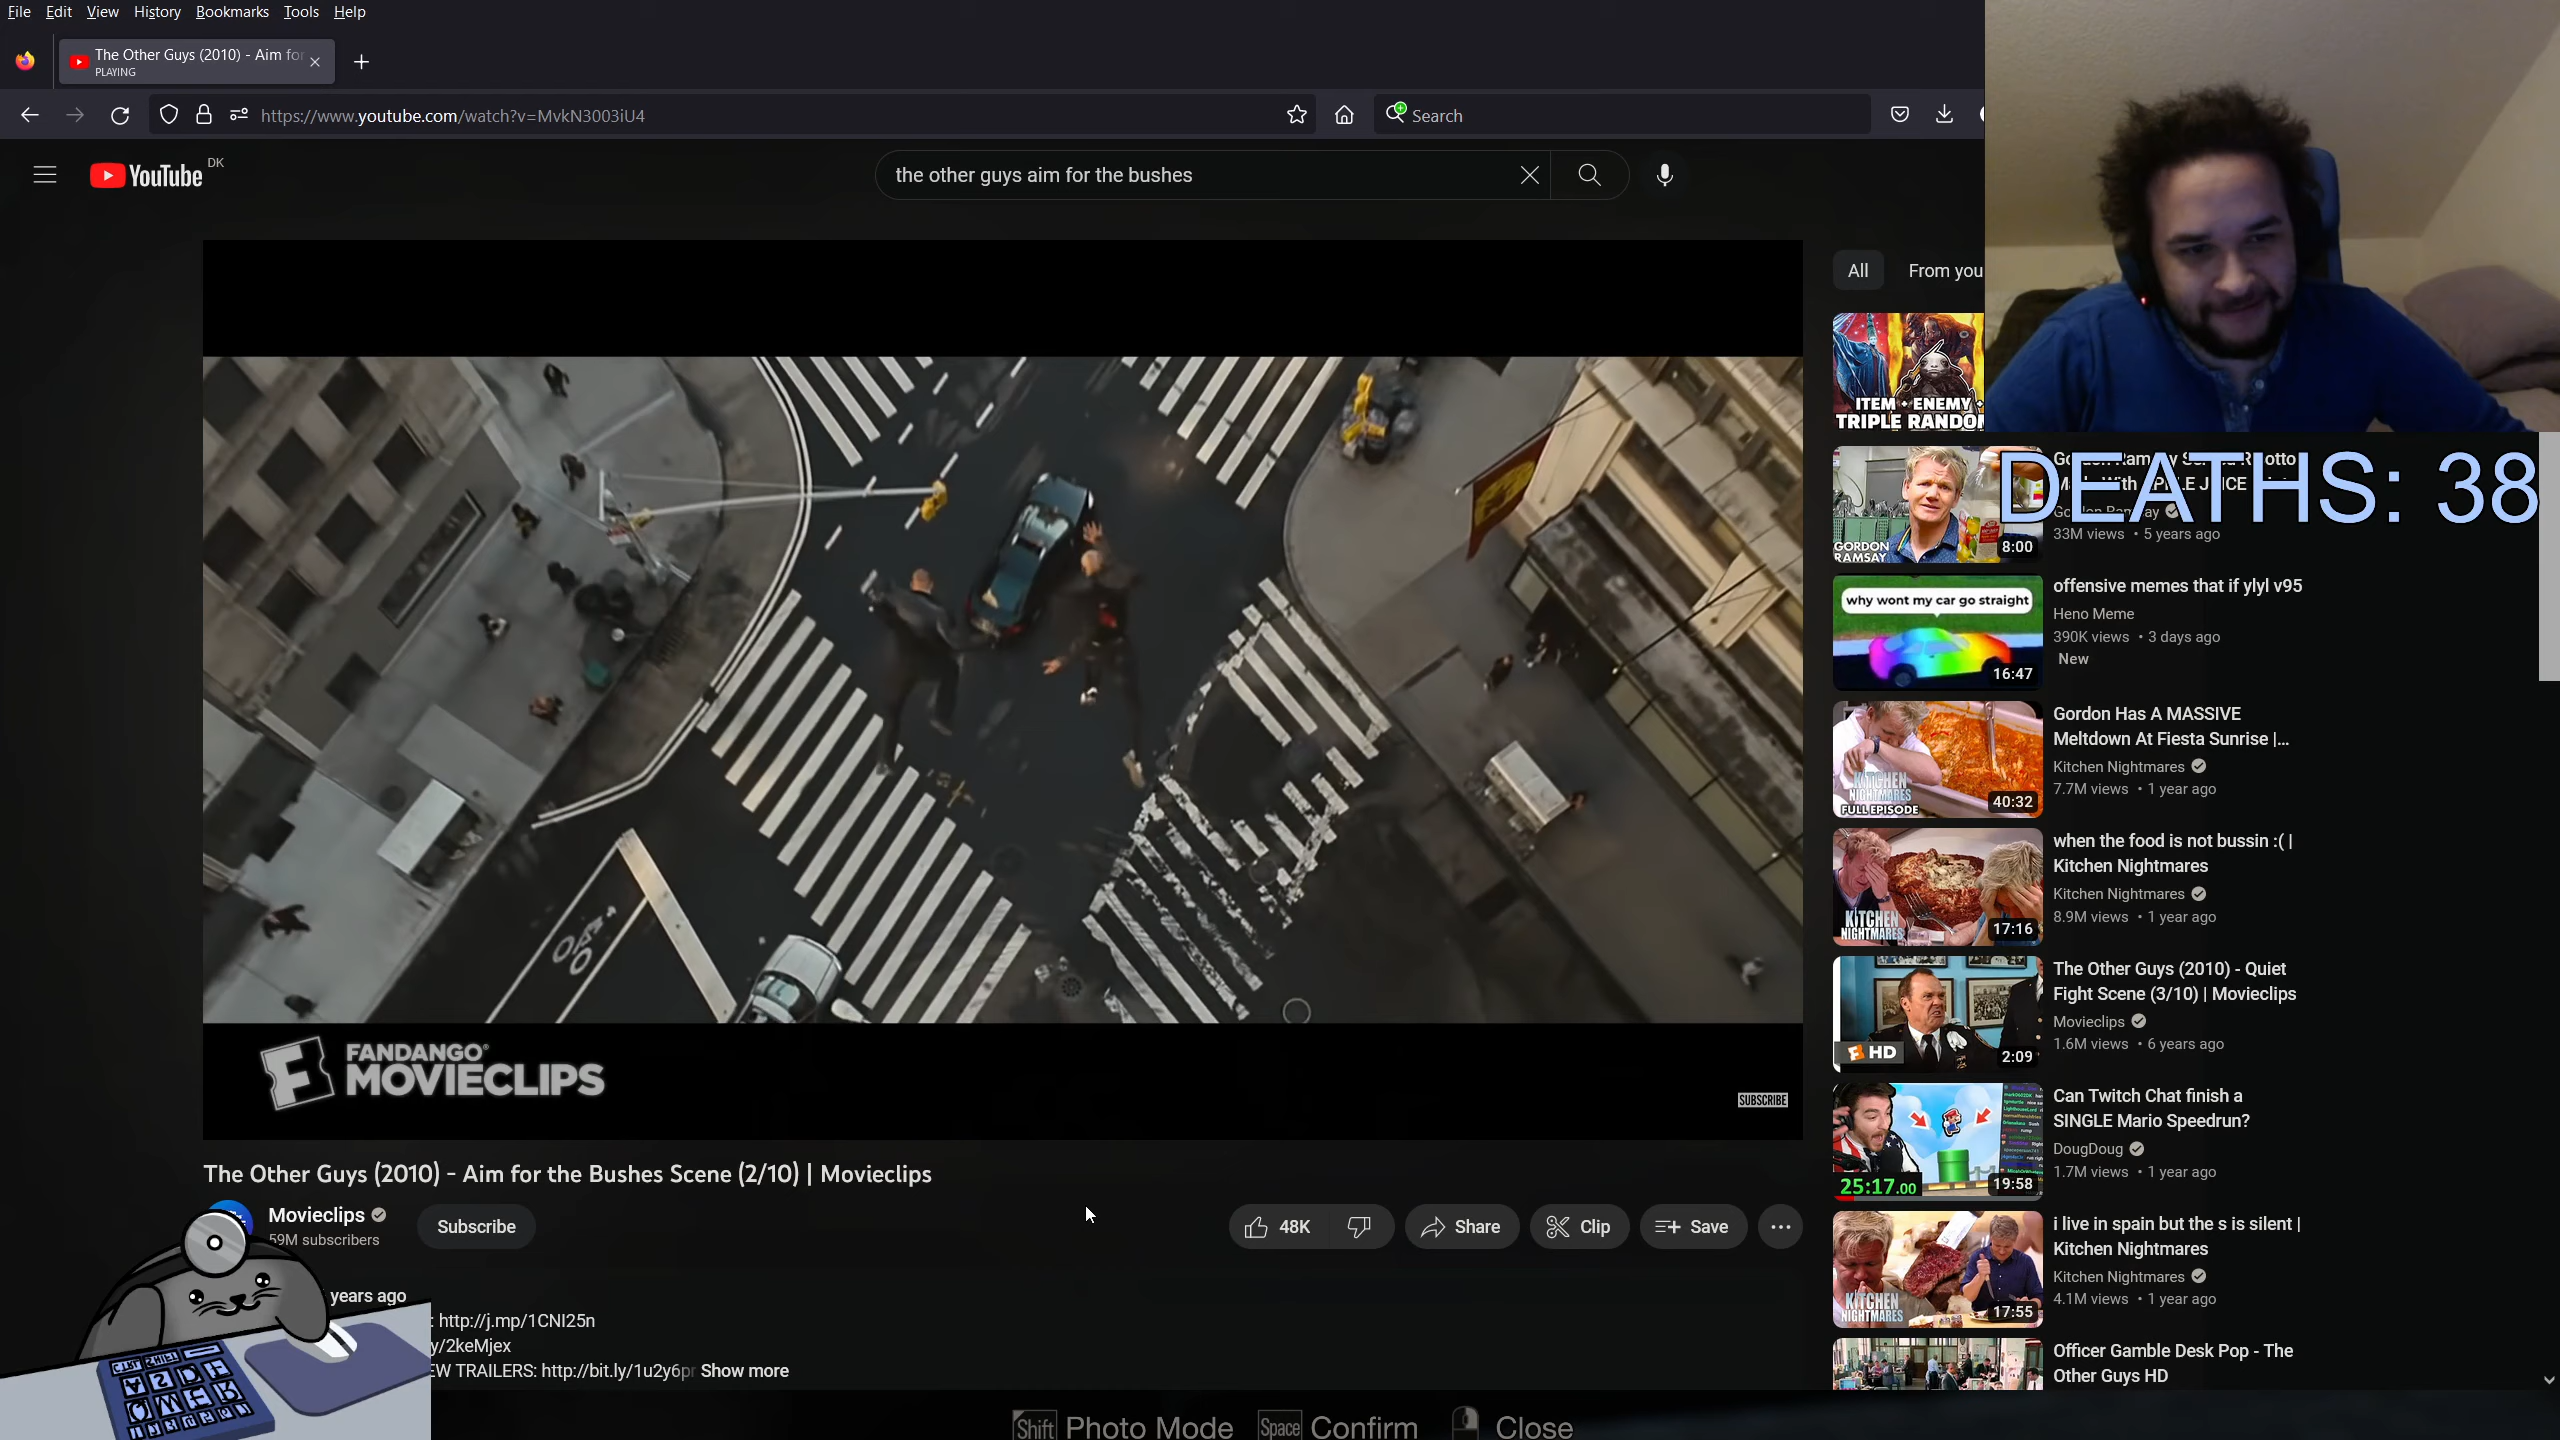 File Edit View History Bookmarks Tools Help
The Other Guys (2010) - Aim for
PLAYING
https://www.youtube.com/watch?v=MvkN3003iU4
Search
YouTube DK
the other guys aim for the bushes
All From you
ITEM • ENEMY •
TRIPLE RANDOM
DEATHS: 38
GORDON
RAMSAY
8:00
33M views • 5 years ago
why wont my car go straight
16:47
offensive memes that if ylyl v95
Heno Meme
390K views • 3 days ago
New
KITCHEN
NIGHTMARES
FULL EPISODE
40:32
Gordon Has A MASSIVE
Meltdown At Fiesta Sunrise |...
Kitchen Nightmares
7.7M views • 1 year ago
KITCHEN
NIGHTMARES
17:16
when the food is not bussin :( |
Kitchen Nightmares
Kitchen Nightmares
8.9M views • 1 year ago
HD
2:09
The Other Guys (2010) - Quiet
Fight Scene (3/10) | Movieclips
Movieclips
1.6M views • 6 years ago
25:17.00
19:58
Can Twitch Chat finish a
SINGLE Mario Speedrun?
DougDoug
1.7M views • 1 year ago
KITCHEN
NIGHTMARES
17:55
i live in spain but the s is silent |
Kitchen Nightmares
Kitchen Nightmares
4.1M views • 1 year ago
Officer Gamble Desk Pop - The
Other Guys HD
FANDANGO
MOVIECLIPS
SUBSCRIBE
The Other Guys (2010) - Aim for the Bushes Scene (2/10) | Movieclips
Movieclips
59M subscribers
Subscribe
48K
Share
Clip
Save
years ago
: http://j.mp/1CNI25n
y/2keMjex
EW TRAILERS: http://bit.ly/1u2y6pr Show more
Shift Photo Mode Space Confirm Close